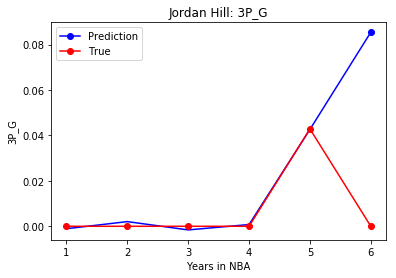 Jordan Hill: 3P_G
Prediction
True
0.08
0.06
0.04
0.02
0.00
3P_G
1 2 3 4 5 6
Years in NBA